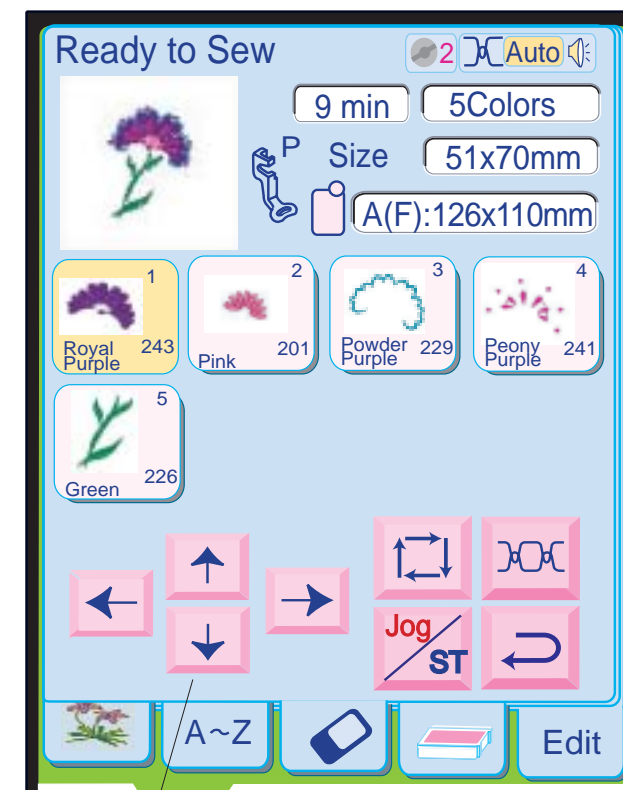 Ready to Sew
2 Auto
9 min 5Colors
P Size 51x70mm
A(F):126x110mm
1
Royal Purple 243
2
Pink 201
3
Powder Purple 229
4
Peony Purple 241
5
Green 226
Jog/ST
A~Z Edit